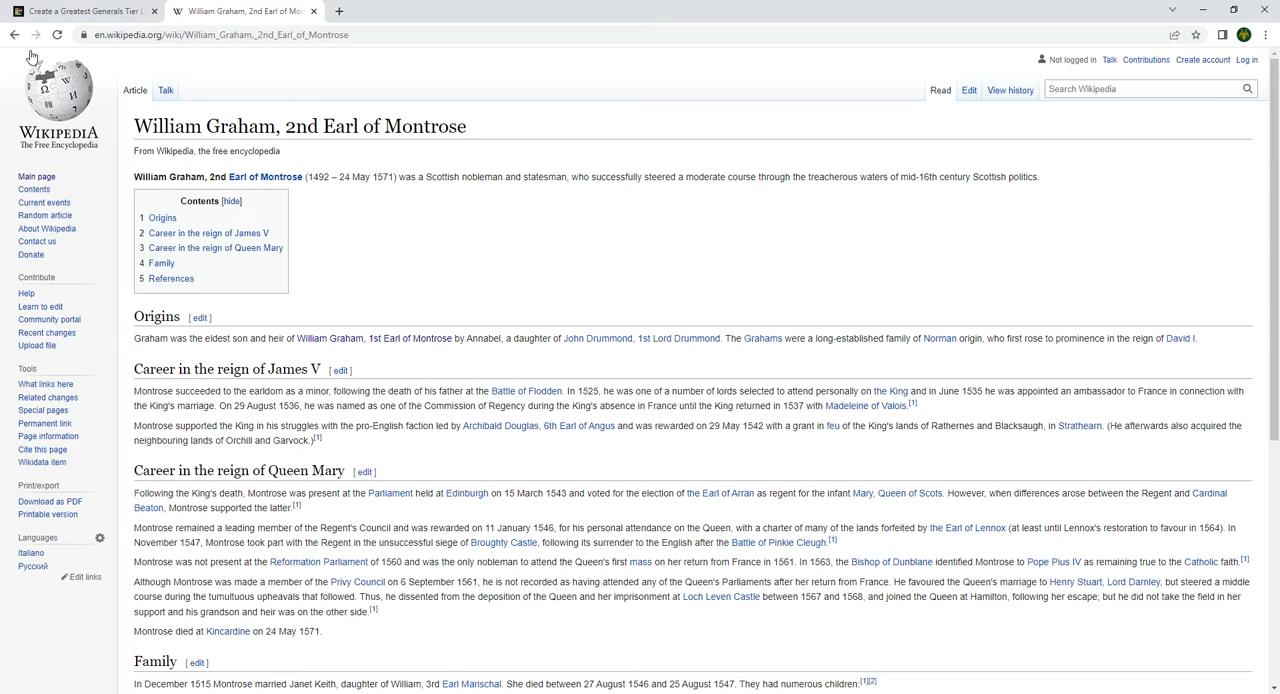 Create a Greatest Generals Tier L
William Graham, 2nd Earl of Mon
en.wikipedia.org/wiki/William_Graham,_2nd_Earl_of_Montrose
Not logged in Talk Contributions Create account Log in
Article Talk Read Edit View history Search Wikipedia
WIKIPEDIA
The Free Encyclopedia
William Graham, 2nd Earl of Montrose
From Wikipedia, the free encyclopedia
William Graham, 2nd Earl of Montrose (1492 – 24 May 1571) was a Scottish nobleman and statesman, who successfully steered a moderate course through the treacherous waters of mid-16th century Scottish politics.
Contents [hide]
1 Origins
2 Career in the reign of James V
3 Career in the reign of Queen Mary
4 Family
5 References
Main page
Contents
Current events
Random article
About Wikipedia
Contact us
Donate
Contribute
Help
Learn to edit
Community portal
Recent changes
Upload file
Tools
What links here
Related changes
Special pages
Permanent link
Page information
Cite this page
Wikidata item
Print/export
Download as PDF
Printable version
Languages
Italiano
Русский
Edit links
Origins [ edit ]
Graham was the eldest son and heir of William Graham, 1st Earl of Montrose by Annabel, a daughter of John Drummond, 1st Lord Drummond. The Grahams were a long-established family of Norman origin, who first rose to prominence in the reign of David I.
Career in the reign of James V [ edit ]
Montrose succeeded to the earldom as a minor, following the death of his father at the Battle of Flodden. In 1525, he was one of a number of lords selected to attend personally on the King and in June 1535 he was appointed an ambassador to France in connection with
the King's marriage. On 29 August 1536, he was named as one of the Commission of Regency during the King's absence in France until the King returned in 1537 with Madeleine of Valois.[1]
Montrose supported the King in his struggles with the pro-English faction led by Archibald Douglas, 6th Earl of Angus and was rewarded on 29 May 1542 with a grant in feu of the King's lands of Rathernes and Blacksaugh, in Strathearn. (He afterwards also acquired the
neighbouring lands of Orchill and Garvock.)[1]
Career in the reign of Queen Mary [ edit ]
Following the King's death, Montrose was present at the Parliament held at Edinburgh on 15 March 1543 and voted for the election of the Earl of Arran as regent for the infant Mary, Queen of Scots. However, when differences arose between the Regent and Cardinal
Beaton, Montrose supported the latter.[1]
Montrose remained a leading member of the Regent's Council and was rewarded on 11 January 1546, for his personal attendance on the Queen, with a charter of many of the lands forfeited by the Earl of Lennox (at least until Lennox's restoration to favour in 1564). In
November 1547, Montrose took part with the Regent in the unsuccessful siege of Broughty Castle, following its surrender to the English after the Battle of Pinkie Cleugh.[1]
Montrose was not present at the Reformation Parliament of 1560 and was the only nobleman to attend the Queen's first mass on her return from France in 1561. In 1563, the Bishop of Dunblane identified Montrose to Pope Pius IV as remaining true to the Catholic faith.[1]
Although Montrose was made a member of the Privy Council on 6 September 1561, he is not recorded as having attended any of the Queen's Parliaments after her return from France. He favoured the Queen's marriage to Henry Stuart, Lord Darnley, but steered a middle
course during the tumultuous upheavals that followed. Thus, he dissented from the deposition of the Queen and her imprisonment at Loch Leven Castle between 1567 and 1568, and joined the Queen at Hamilton, following her escape; but he did not take the field in her
support and his grandson and heir was on the other side.[1]
Montrose died at Kincardine on 24 May 1571.
Family [ edit ]
In December 1515 Montrose married Janet Keith, daughter of William, 3rd Earl Marischal. She died between 27 August 1546 and 25 August 1547. They had numerous children:[1][2]